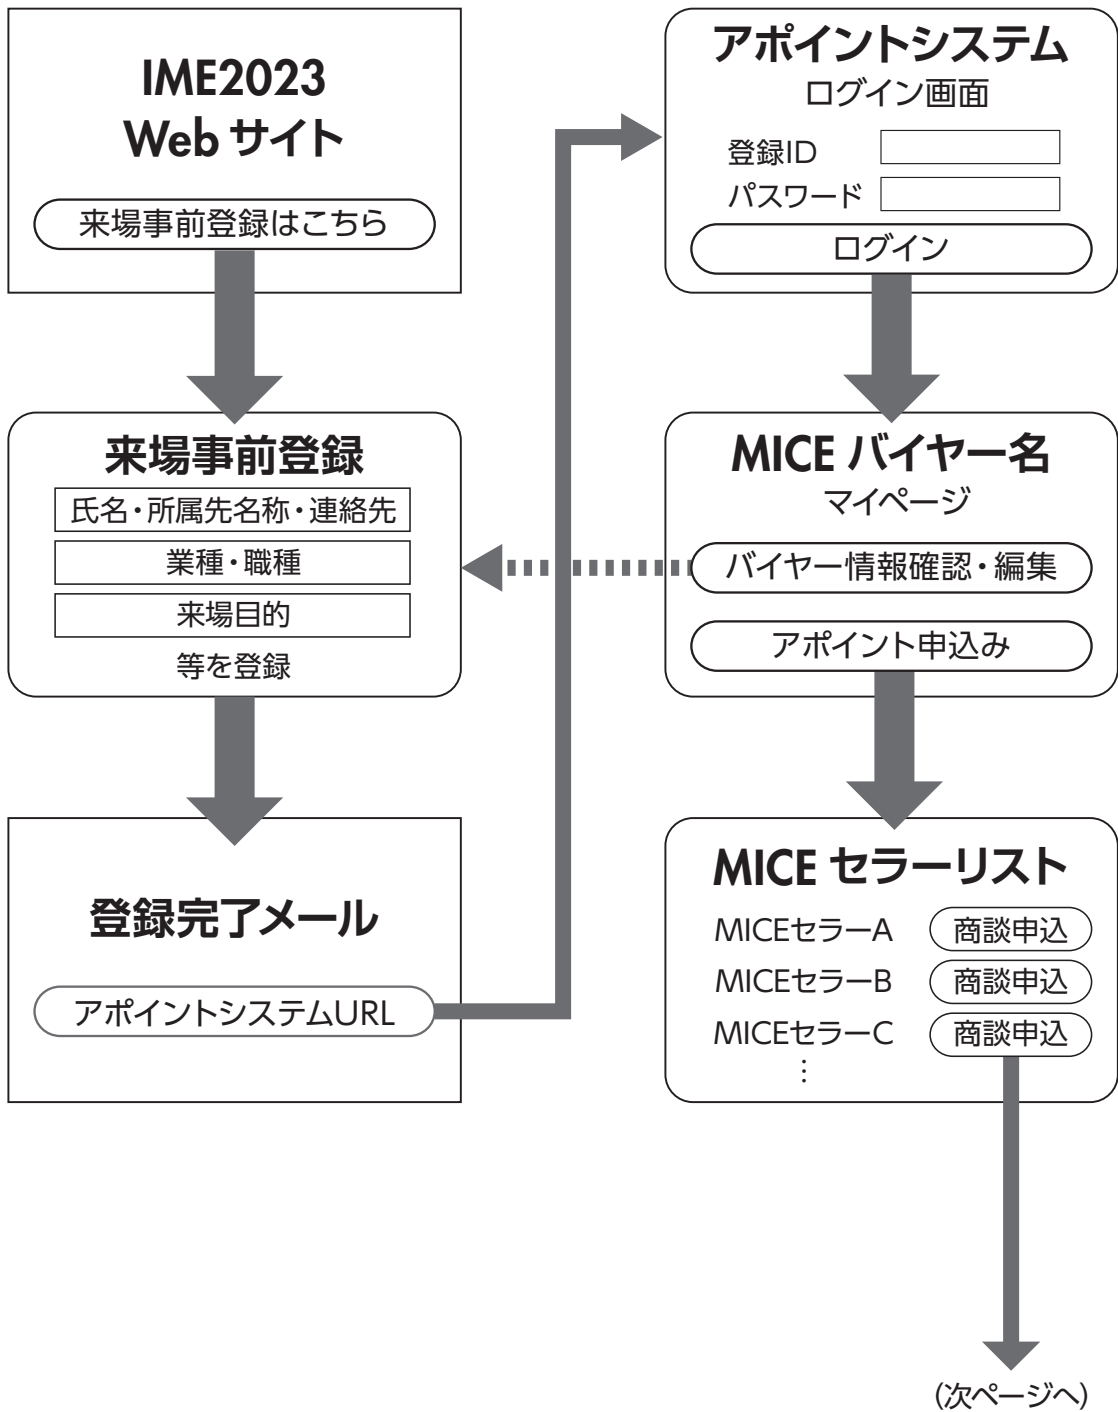 IME2023
Web サイト
来場事前登録はこちら
来場事前登録
氏名・所属先名称・連絡先
業種・職種
来場目的
等を登録
登録完了メール
アポイントシステムURL
アポイントシステム
ログイン画面
登録ID
パスワード
ログイン
MICE バイヤー名
マイページ
バイヤー情報確認・編集
アポイント申込み
MICE セラーリスト
MICEセラーA 商談申込
MICEセラーB 商談申込
MICEセラーC 商談申込
⋮
(次ページへ)